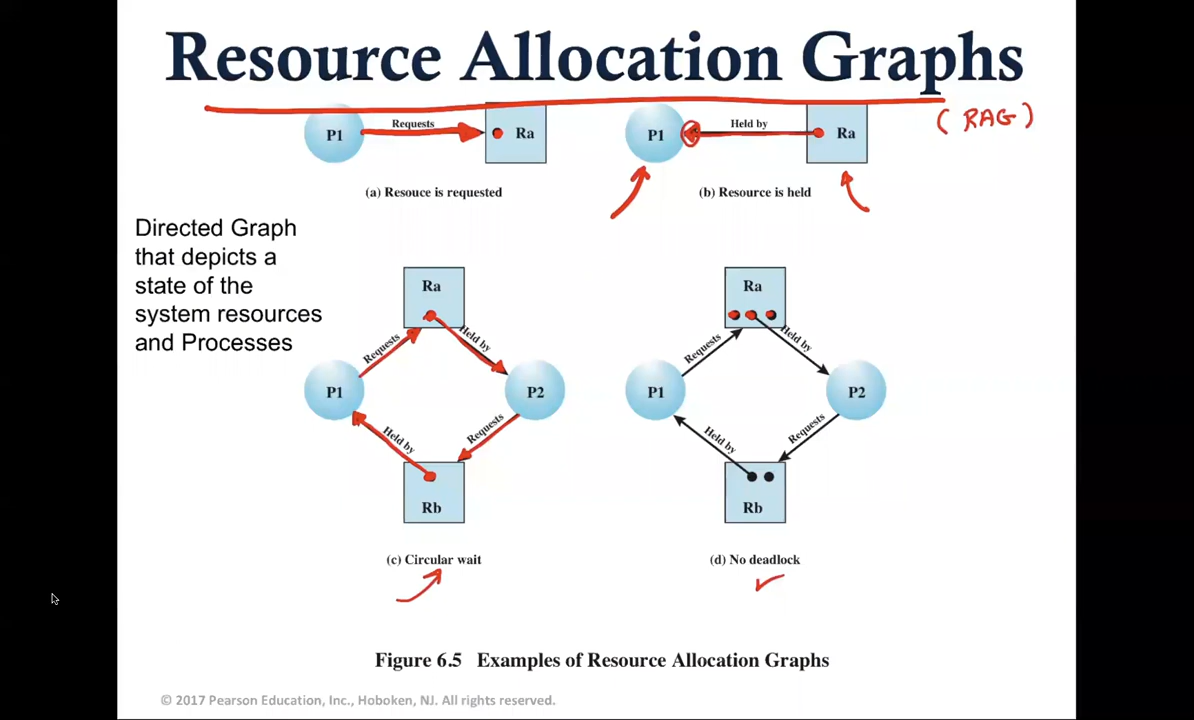 Resource Allocation Graphs
(RAG)
P1 Requests Ra
P1 Held by Ra
(a) Resouce is requested
(b) Resource is held
Directed Graph
that depicts a
state of the
system resources
and Processes
Ra
Requests
Held by
P1
P2
Held by
Requests
Rb
(c) Circular wait
Ra
Requests
Held by
P1
P2
Held by
Requests
Rb
(d) No deadlock
Figure 6.5 Examples of Resource Allocation Graphs
© 2017 Pearson Education, Inc., Hoboken, NJ. All rights reserved.